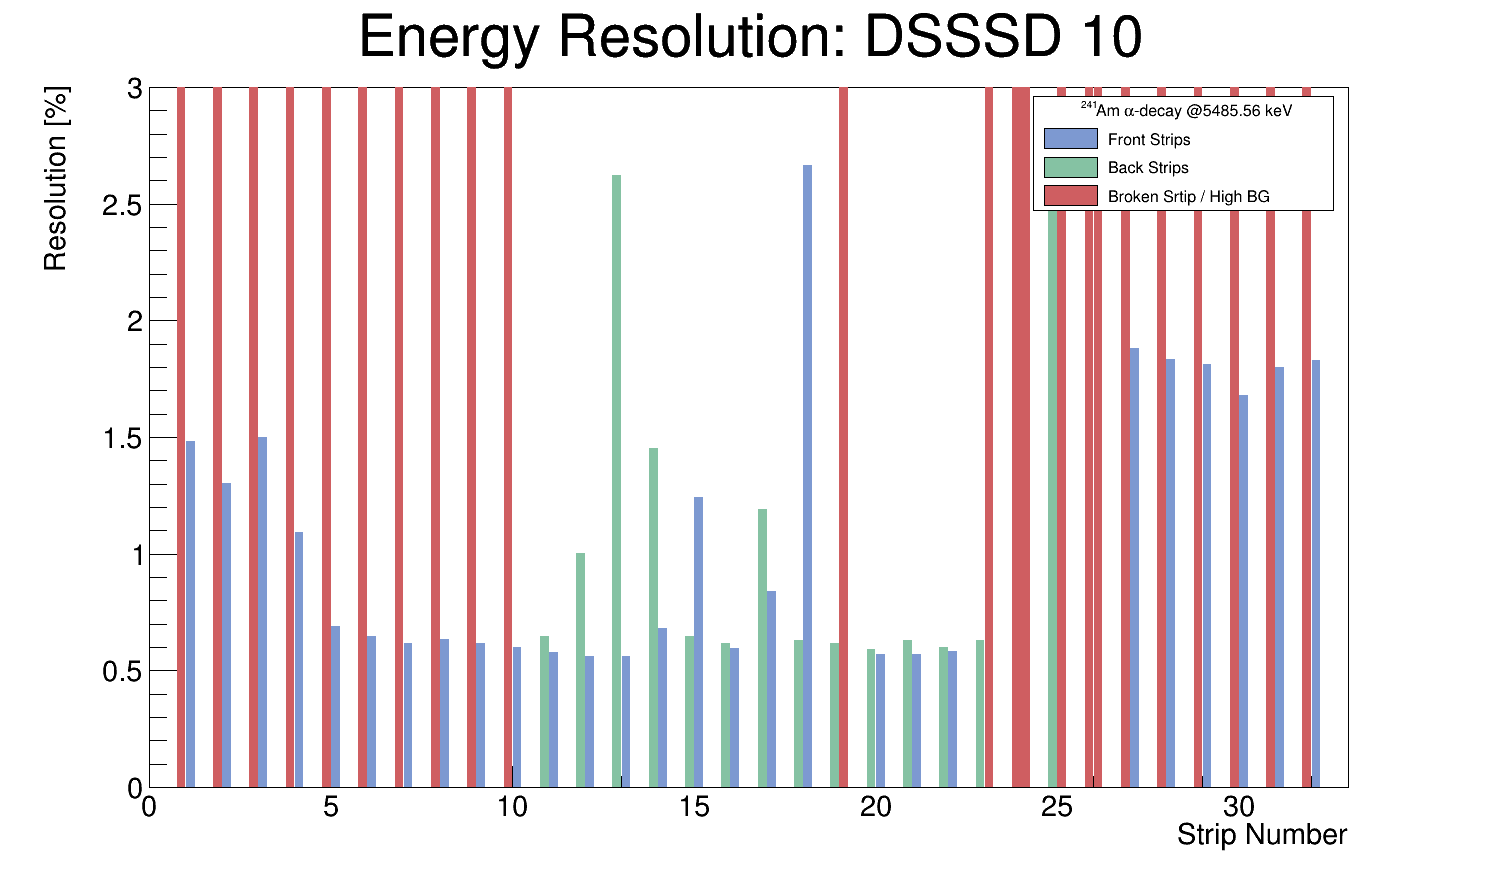 Energy Resolution: DSSSD 10
Resolution [%]
3
2.5
2
1.5
1
0.5
0
241Am α-decay @5485.56 keV
Front Strips
Back Strips
Broken Srtip / High BG
0 5 10 15 20 25 30
Strip Number